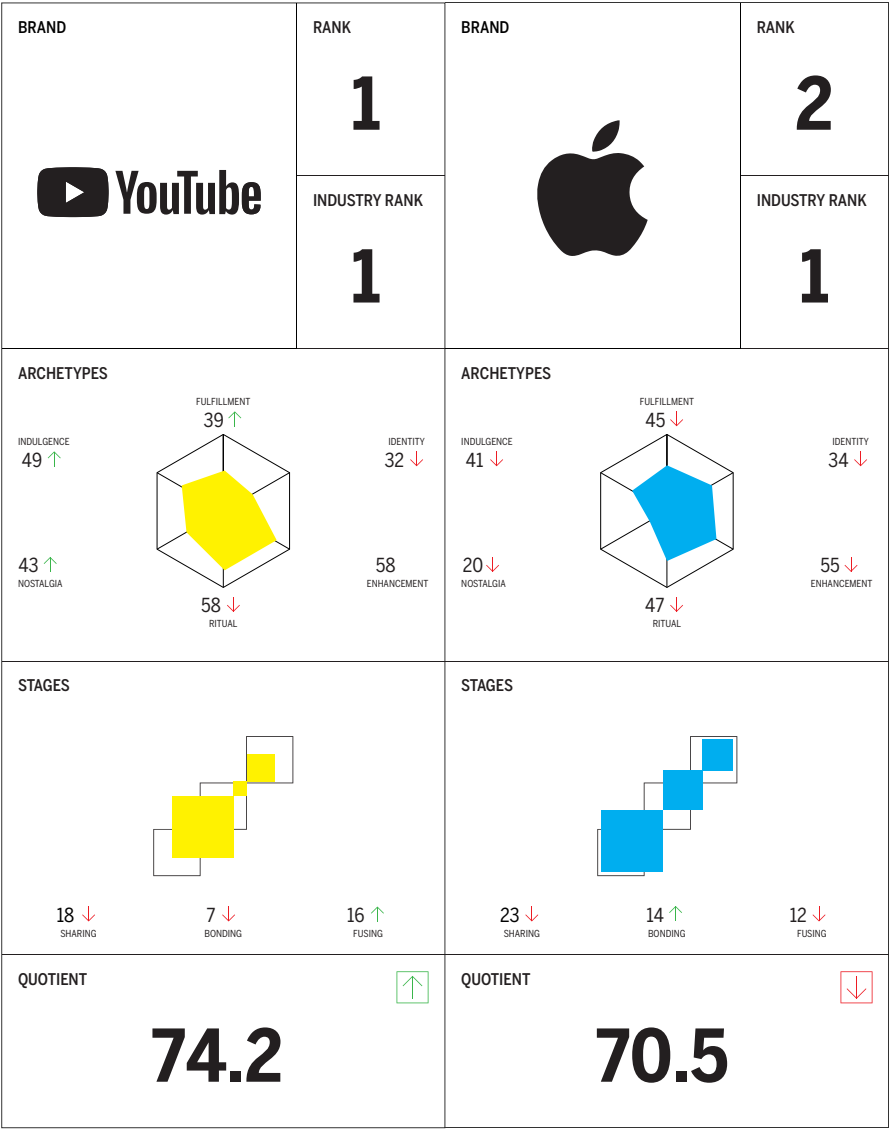 BRAND
YouTube
RANK
1
INDUSTRY RANK
1
ARCHETYPES
FULFILLMENT
39 ↑
INDULGENCE
49 ↑
IDENTITY
32 ↓
43 ↑
NOSTALGIA
58
ENHANCEMENT
58 ↓
RITUAL
STAGES
18 ↓
SHARING
7 ↓
BONDING
16 ↑
FUSING
QUOTIENT
↑
74.2
BRAND
RANK
2
INDUSTRY RANK
1
ARCHETYPES
FULFILLMENT
45 ↓
INDULGENCE
41 ↓
IDENTITY
34 ↓
20 ↓
NOSTALGIA
55 ↓
ENHANCEMENT
47 ↓
RITUAL
STAGES
23 ↓
SHARING
14 ↑
BONDING
12 ↓
FUSING
QUOTIENT
↓
70.5